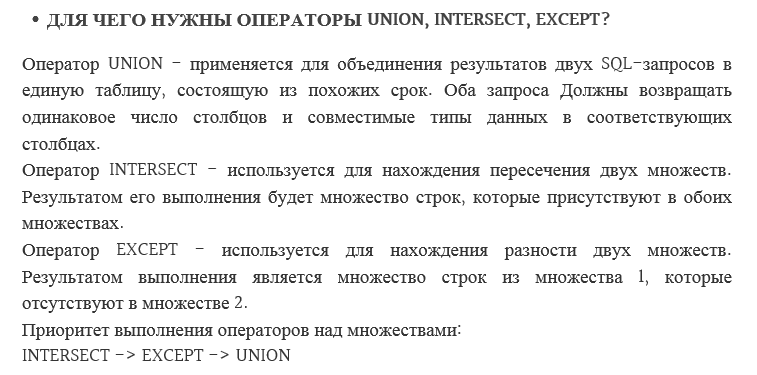 • ДЛЯ ЧЕГО НУЖНЫ ОПЕРАТОРЫ UNION, INTERSECT, EXCEPT?
Оператор UNION – применяется для объединения результатов двух SQL-запросов в
единую таблицу, состоящую из похожих срок. Оба запроса Должны возвращать
одинаковое число столбцов и совместимые типы данных в соответствующих
столбцах.
Оператор INTERSECT – используется для нахождения пересечения двух множеств.
Результатом его выполнения будет множество строк, которые присутствуют в обоих
множествах.
Оператор EXCEPT – используется для нахождения разности двух множеств.
Результатом выполнения является множество строк из множества 1, которые
отсутствуют в множестве 2.
Приоритет выполнения операторов над множествами:
INTERSECT -> EXCEPT -> UNION